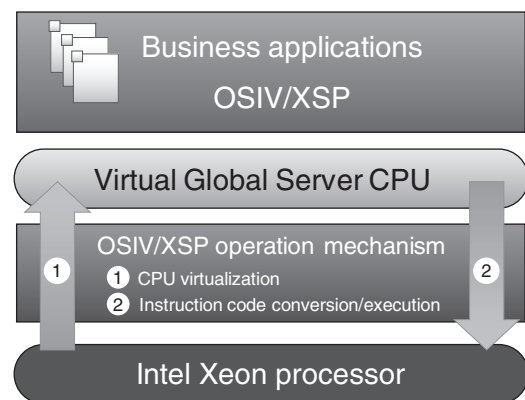 Business applications
OSIV/XSP
Virtual Global Server CPU
OSIV/XSP operation mechanism
1 CPU virtualization
2 Instruction code conversion/execution
1
2
Intel Xeon processor